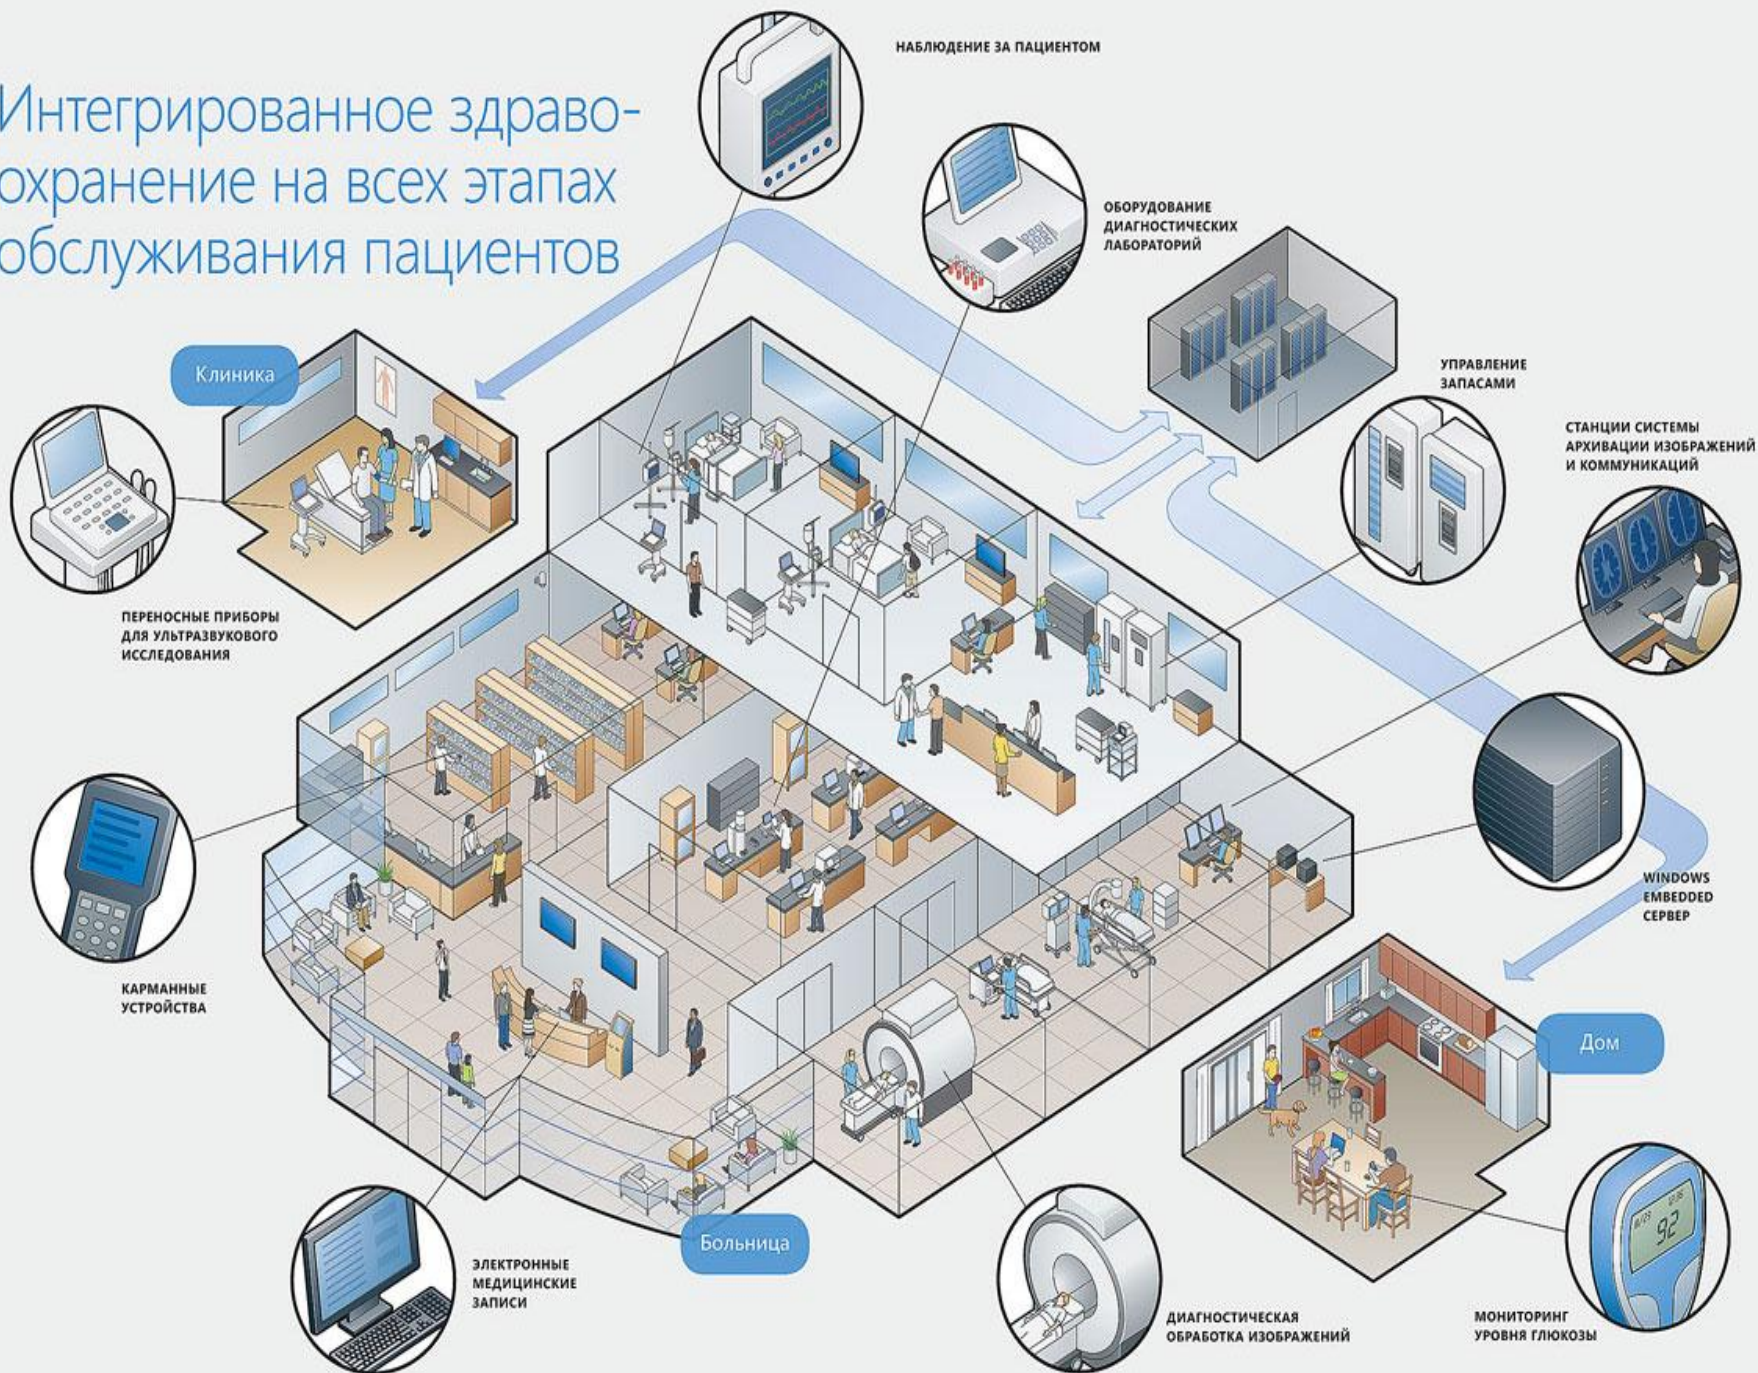 Интегрированное здраво-
охранение на всех этапах
обслуживания пациентов
НАБЛЮДЕНИЕ ЗА ПАЦИЕНТОМ
ОБОРУДОВАНИЕ
ДИАГНОСТИЧЕСКИХ
ЛАБОРАТОРИЙ
УПРАВЛЕНИЕ
ЗАПАСАМИ
СТАНЦИИ СИСТЕМЫ
АРХИВАЦИИ ИЗОБРАЖЕНИЙ
И КОММУНИКАЦИЙ
Клиника
ПЕРЕНОСНЫЕ ПРИБОРЫ
ДЛЯ УЛЬТРАЗВУКОВОГО
ИССЛЕДОВАНИЯ
WINDOWS
EMBEDDED
СЕРВЕР
КАРМАННЫЕ
УСТРОЙСТВА
Дом
Больница
ЭЛЕКТРОННЫЕ
МЕДИЦИНСКИЕ
ЗАПИСИ
ДИАГНОСТИЧЕСКАЯ
ОБРАБОТКА ИЗОБРАЖЕНИЙ
92
МОНИТОРИНГ
УРОВНЯ ГЛЮКОЗЫ